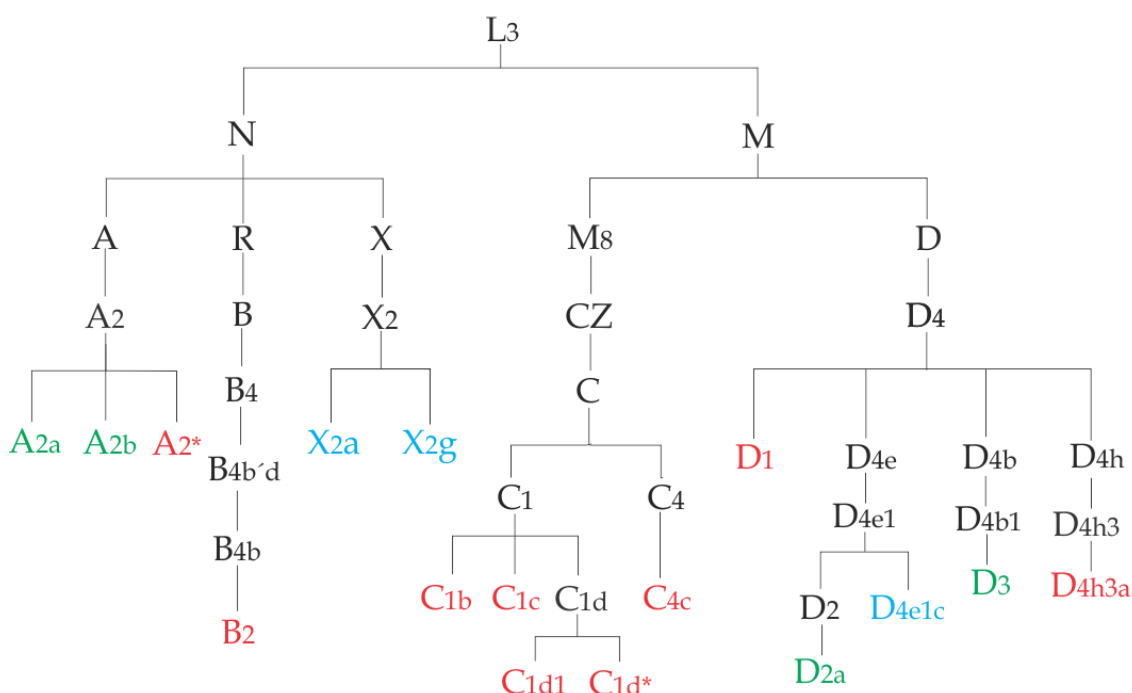 L3
N M
A R X M8 D
A2 B X2 CZ D4
B4 C
A2a A2b A2* X2a X2g
D1 D4e D4b D4h
B4b´d
C1 C4
D4e1 D4b1 D4h3
B4b
C1b C1c C1d C4c
D3 D4h3a
D2 D4e1c
B2
D2a
C1d1 C1d*